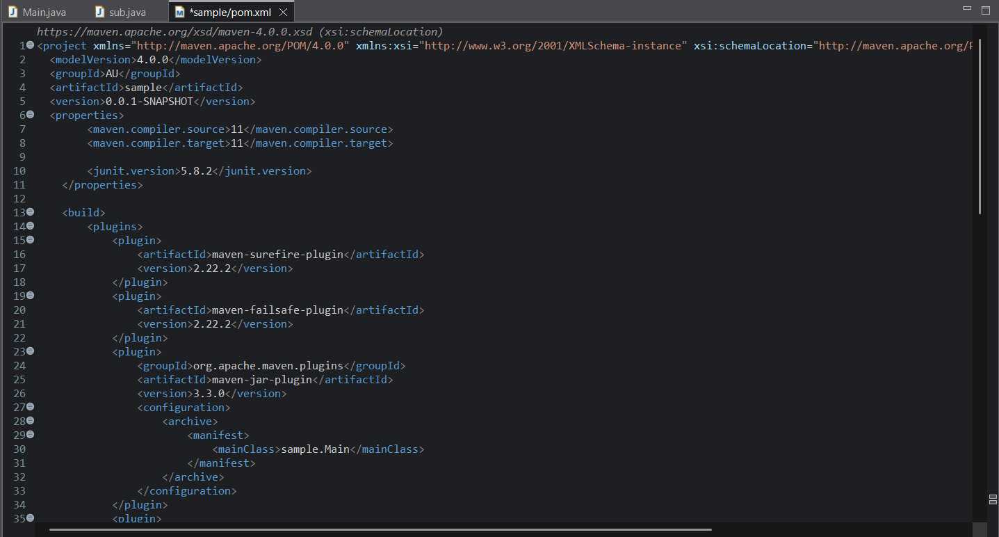 Main.java sub.java *sample/pom.xml
https://maven.apache.org/xsd/maven-4.0.0.xsd (xsi:schemaLocation)
1 <project xmlns="http://maven.apache.org/POM/4.0.0" xmlns:xsi="http://www.w3.org/2001/XMLSchema-instance" xsi:schemaLocation="http://maven.apache.org/
2 <modelVersion>4.0.0</modelVersion>
3 <groupId>AU</groupId>
4 <artifactId>sample</artifactId>
5 <version>0.0.1-SNAPSHOT</version>
6 <properties>
7 <maven.compiler.source>11</maven.compiler.source>
8 <maven.compiler.target>11</maven.compiler.target>
9
10 <junit.version>5.8.2</junit.version>
11 </properties>
12
13 <build>
14 <plugins>
15 <plugin>
16 <artifactId>maven-surefire-plugin</artifactId>
17 <version>2.22.2</version>
18 </plugin>
19 <plugin>
20 <artifactId>maven-failsafe-plugin</artifactId>
21 <version>2.22.2</version>
22 </plugin>
23 <plugin>
24 <groupId>org.apache.maven.plugins</groupId>
25 <artifactId>maven-jar-plugin</artifactId>
26 <version>3.3.0</version>
27 <configuration>
28 <archive>
29 <manifest>
30 <mainClass>sample.Main</mainClass>
31 </manifest>
32 </archive>
33 </configuration>
34 </plugin>
35 <plugin>